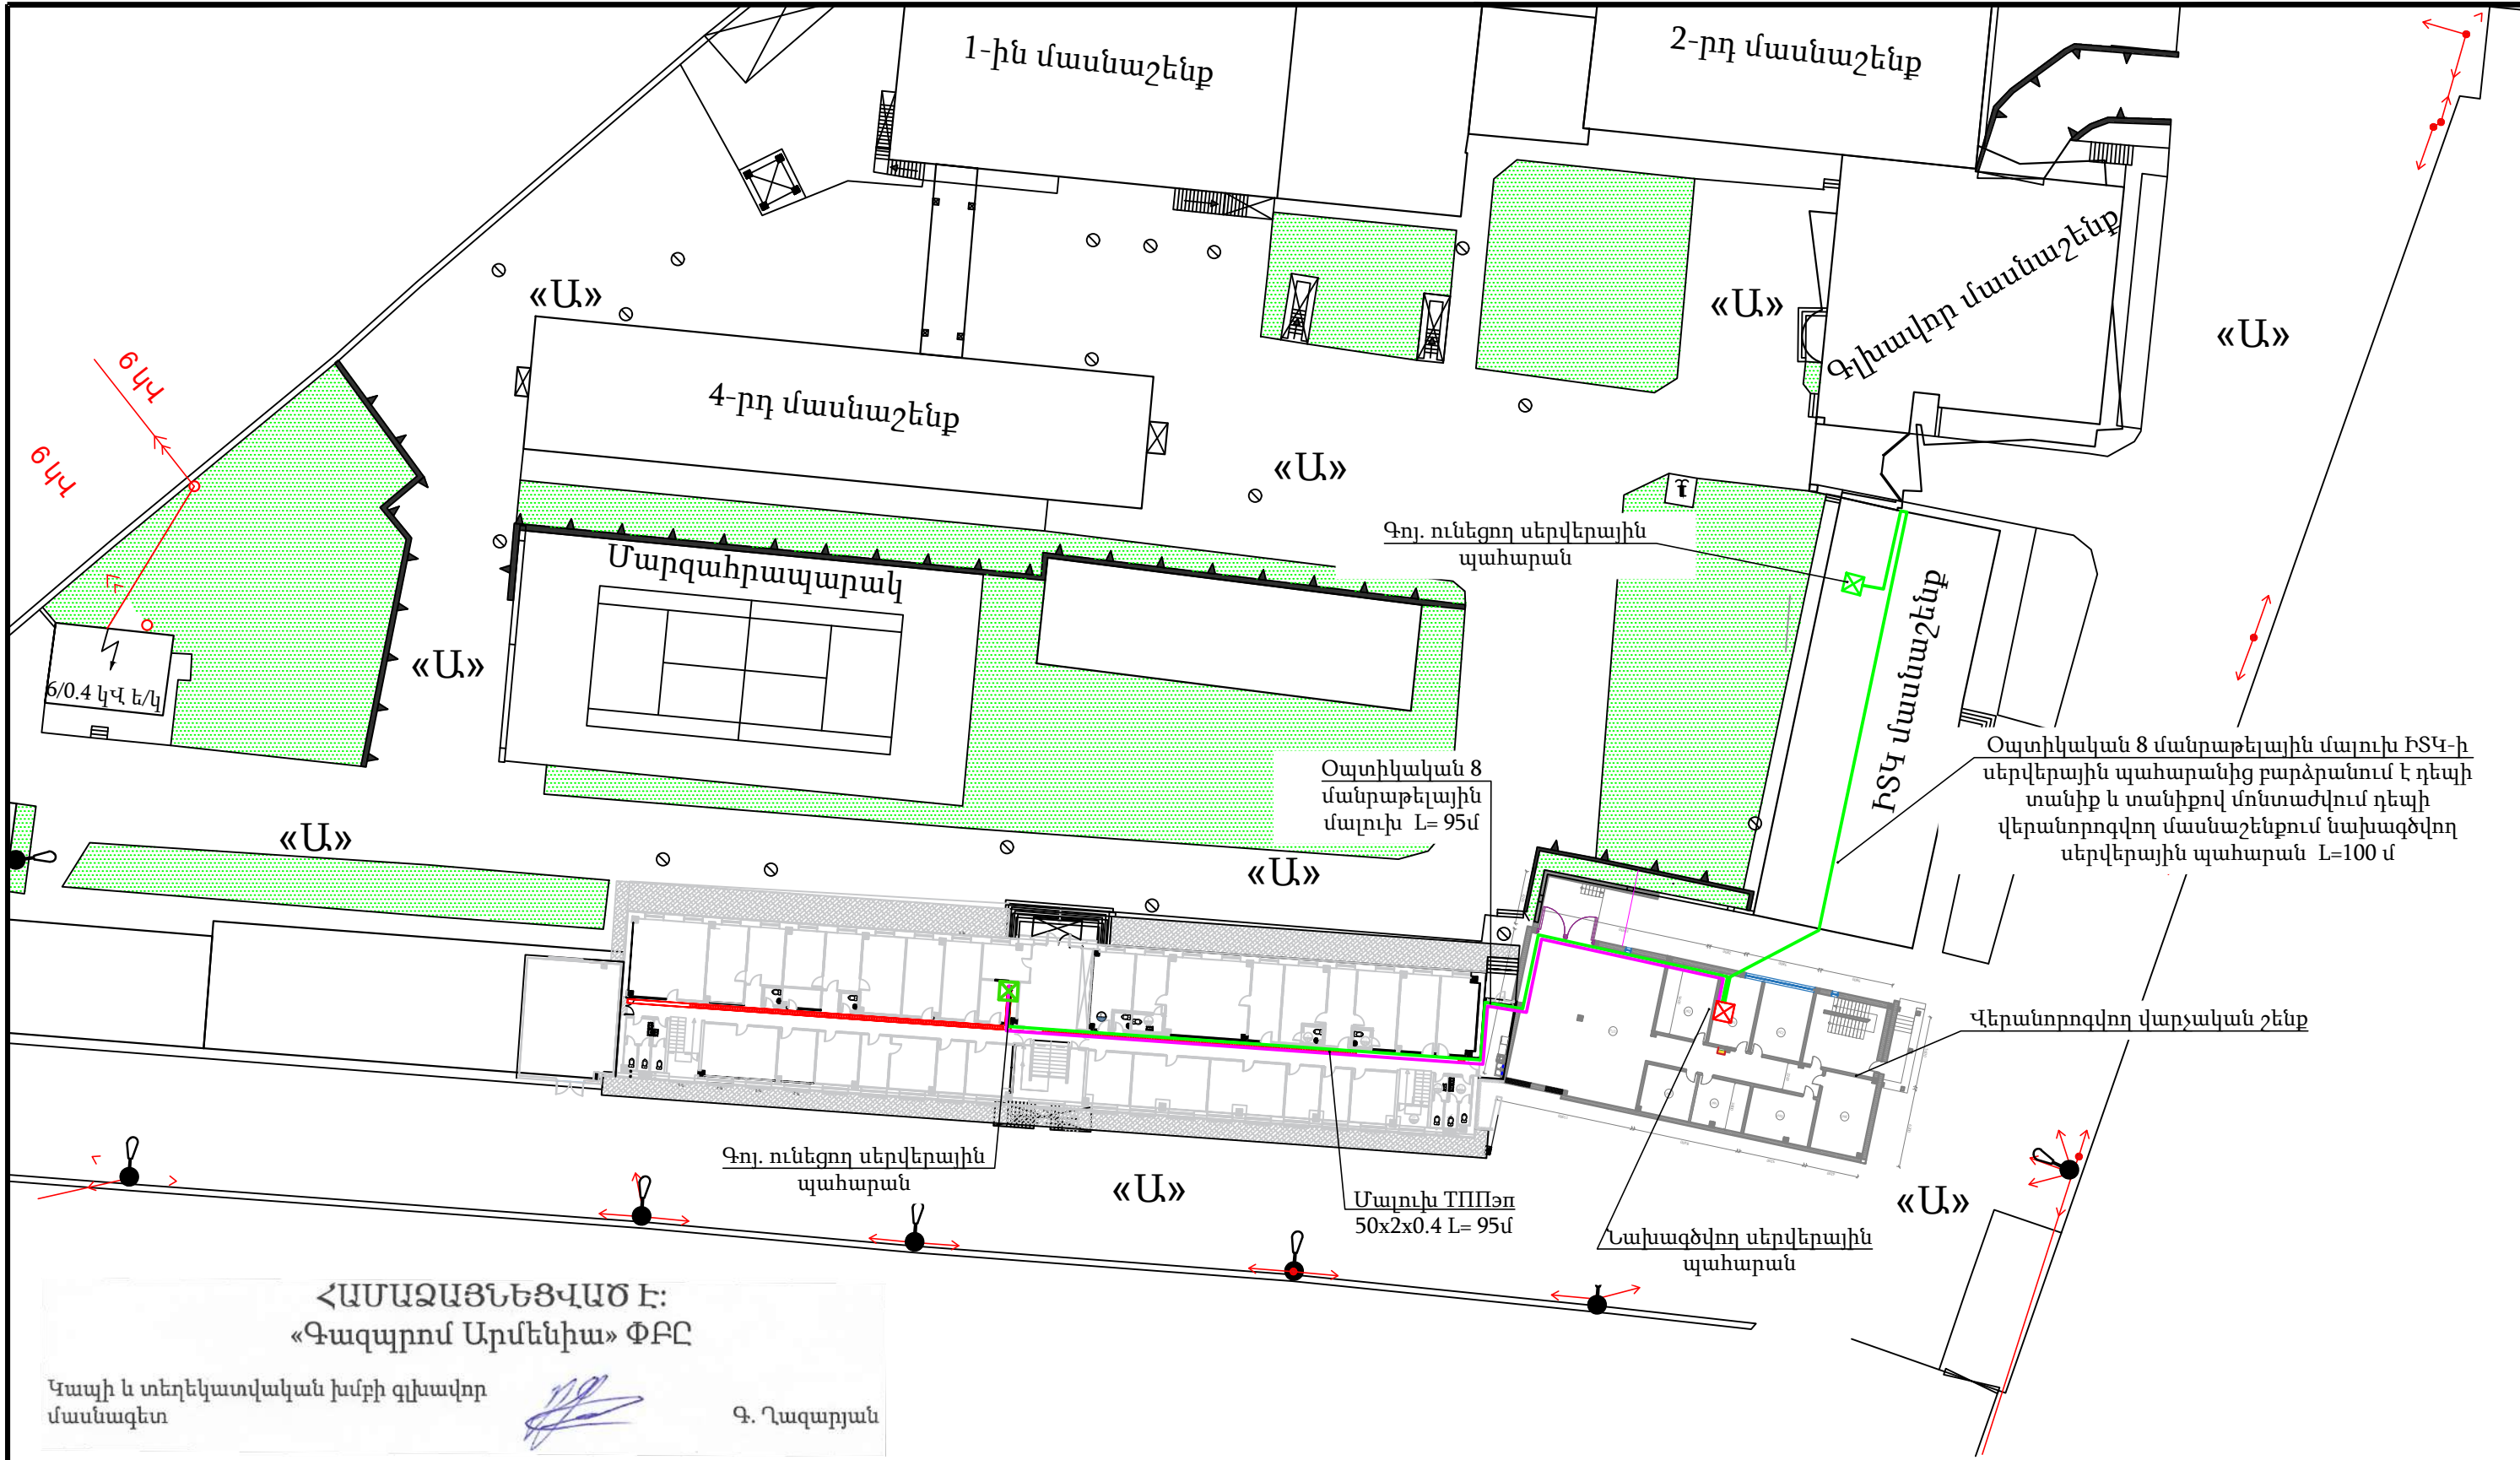 1-ին մասնաշենք
2-րդ մասնաշենք
Գլխավոր մասնաշենք
«Ա»
«Ա»
«Ա»
6 կՎ
6 կՎ
4-րդ մասնաշենք
«Ա»
Գոյ. ունեցող սերվերային
պահարան
Մարզահրապարակ
ԻՏԿ մասնաշենք
«Ա»
6/0.4 կՎ ե/կ
Օպտիկական 8
մանրաթելային
մալուխ L= 95մ
Օպտիկական 8 մանրաթելային մալուխ ԻՏԿ-ի
սերվերային պահարանից բարձրանում է դեպի
տանիք և տանիքով մոնտաժվում դեպի
վերանորոգվող մասնաշենքում նախագծվող
սերվերային պահարան L=100 մ
«Ա»
«Ա»
Վերանորոգվող վարչական շենք
Գոյ. ունեցող սերվերային
պահարան
«Ա»
Մալուխ ТППэп
50x2x0.4 L= 95մ
«Ա»
Նախագծվող սերվերային
պահարան
ՀԱՄԱՁԱՅՆԵՑՎԱԾ Է:
«Գազպրոմ Արմենիա» ՓԲԸ
Կապի և տեղեկատվական խմբի գլխավոր
մասնագետ
Գ. Ղազարյան